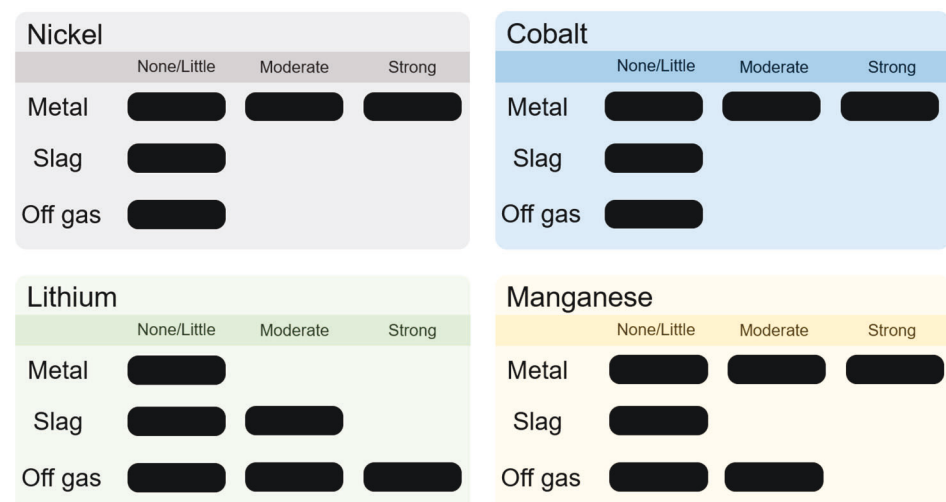 Nickel
None/Little Moderate Strong
Metal
Slag
Off gas
Cobalt
None/Little Moderate Strong
Metal
Slag
Off gas
Lithium
None/Little Moderate Strong
Metal
Slag
Off gas
Manganese
None/Little Moderate Strong
Metal
Slag
Off gas